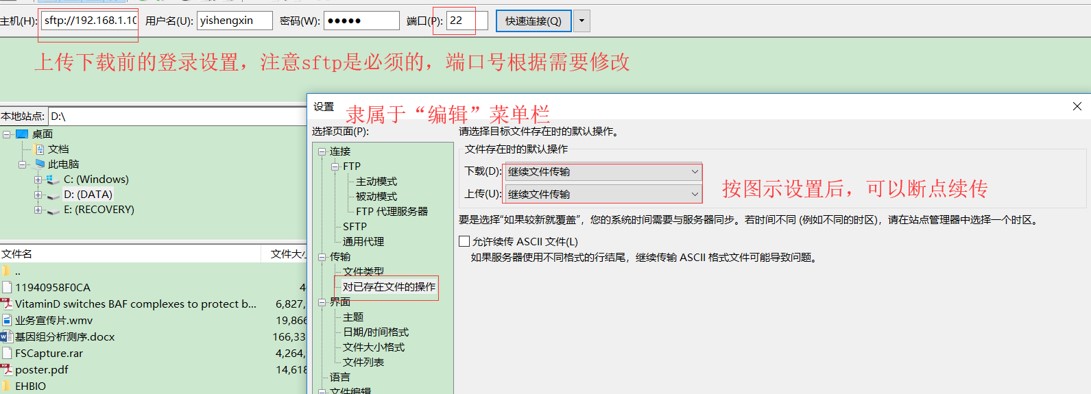 主机(H): sftp://192.168.1.10 用户名(U): yishengxin 密码(W): ●●●●● 端口(P): 22 快速连接(Q)
上传下载前的登录设置，注意sftp是必须的，端口号根据需要修改
本地站点: D:\
桌面
文档
此电脑
C: (Windows)
D: (DATA)
E: (RECOVERY)
文件名 文件大小
..
11940958F0CA 4
VitaminD switches BAF complexes to protect b... 6,827,
业务宣传片.wmv 19,866
基因组分析测序.docx 166,33
FSCapture.rar 4,264,
poster.pdf 14,618
EHBIO
设置
隶属于“编辑”菜单栏
选择页面(P):
连接
FTP
主动模式
被动模式
FTP 代理服务器
SFTP
通用代理
传输
文件类型
对已存在文件的操作
界面
主题
日期/时间格式
文件大小格式
文件列表
语言
文件编辑
请选择目标文件存在时的默认操作。
文件存在时的默认操作
下载(D): 继续文件传输
上传(U): 继续文件传输
按图示设置后，可以断点续传
要是选择"如果较新就覆盖"，您的系统时间需要与服务器同步。若时间不同 (例如不同的时区)，请在站点管理器中选择一个时区。
允许续传 ASCII 文件(L)
如果服务器使用不同格式的行结尾，继续传输 ASCII 格式文件可能导致问题。